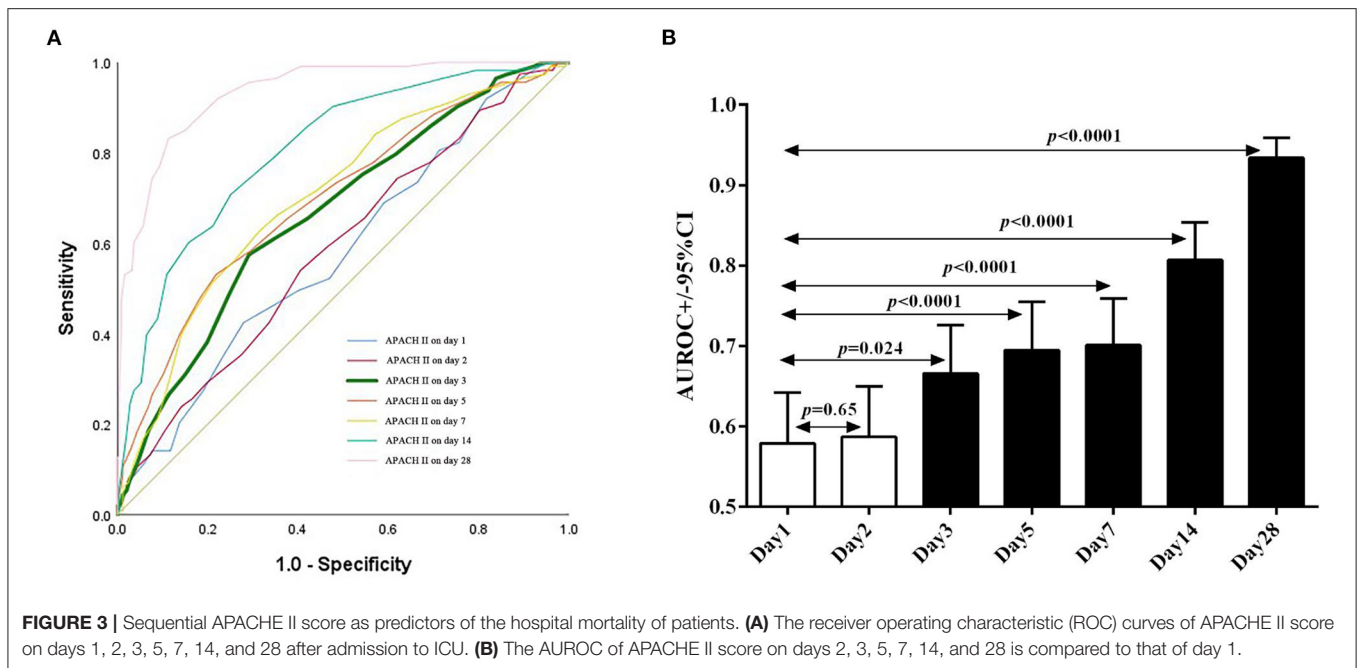 A
1.0
0.8
0.6
0.4
0.2
0.0
Sensitivity
APACH II on day 1
APACH II on day 2
APACH II on day 3
APACH II on day 5
APACH II on day 7
APACH II on day 14
APACH II on day 28
0.0 0.2 0.4 0.6 0.8 1.0
1.0 - Specificity
B
1.0
0.9
0.8
0.7
0.6
0.5
AUROC+/-95%CI
p<0.0001
p<0.0001
p<0.0001
p<0.0001
p=0.024
p=0.65
Day1 Day2 Day3 Day5 Day7 Day14 Day28
FIGURE 3 | Sequential APACHE II score as predictors of the hospital mortality of patients. (A) The receiver operating characteristic (ROC) curves of APACHE II score
on days 1, 2, 3, 5, 7, 14, and 28 after admission to ICU. (B) The AUROC of APACHE II score on days 2, 3, 5, 7, 14, and 28 is compared to that of day 1.